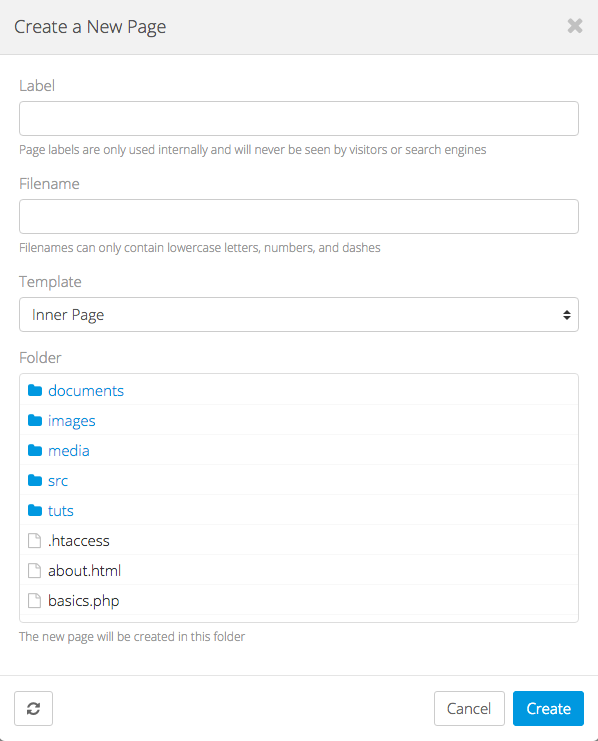 Create a New Page
Label
Page labels are only used internally and will never be seen by visitors or search engines
Filename
Filenames can only contain lowercase letters, numbers, and dashes
Template
Inner Page
Folder
documents
images
media
src
tuts
.htaccess
about.html
basics.php
The new page will be created in this folder
Cancel
Create